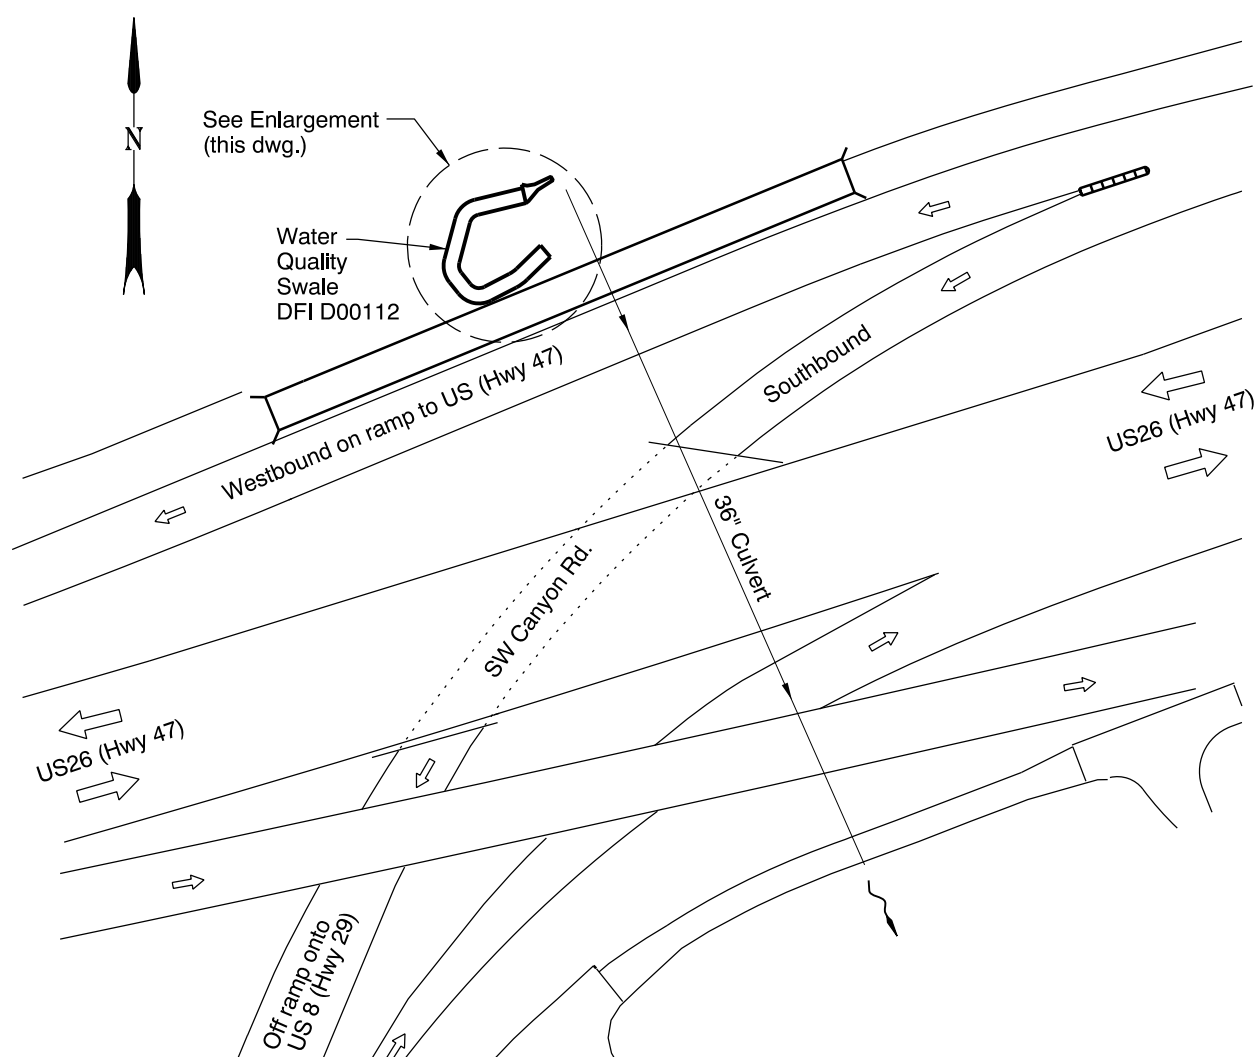 N
See Enlargement
(this dwg.)
Water
Quality
Swale
DFI D00112
Westbound on ramp to US (Hwy 47)
Southbound
US26 (Hwy 47)
36" Culvert
SW Canyon Rd.
US26 (Hwy 47)
Off ramp onto
US 8 (Hwy 29)